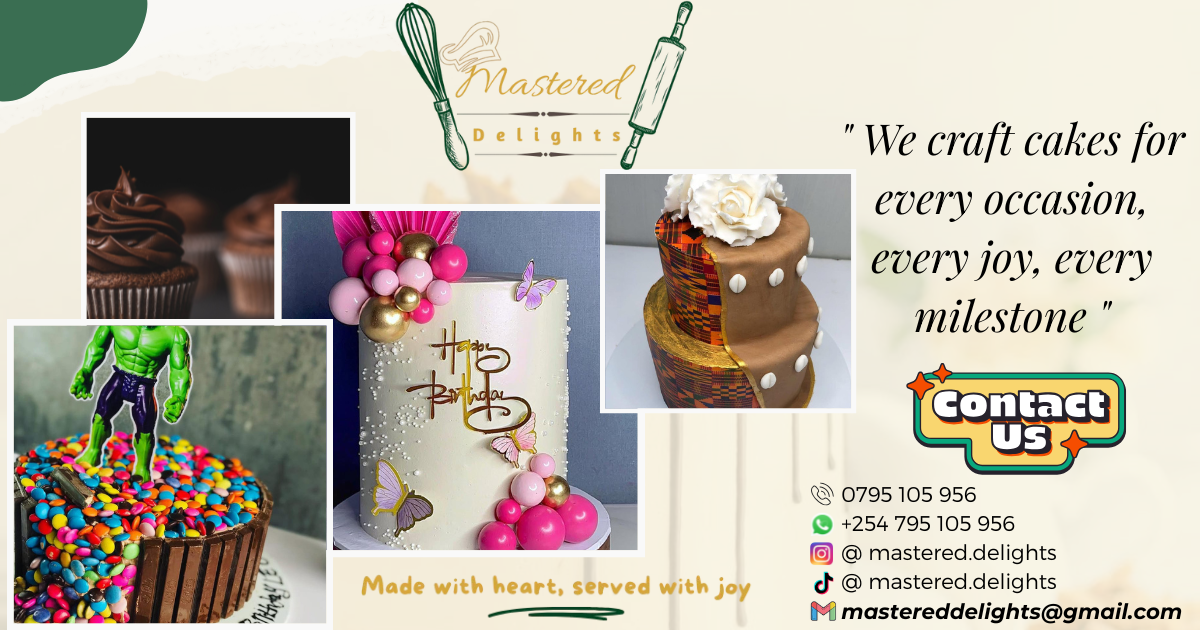 Mastered
Delights
" We craft cakes for
every occasion,
every joy, every
milestone "
Happy
Birthday
Contact
Us
0795 105 956
+254 795 105 956
@ mastered.delights
@ mastered.delights
mastereddelights@gmail.com
Made with heart, served with joy